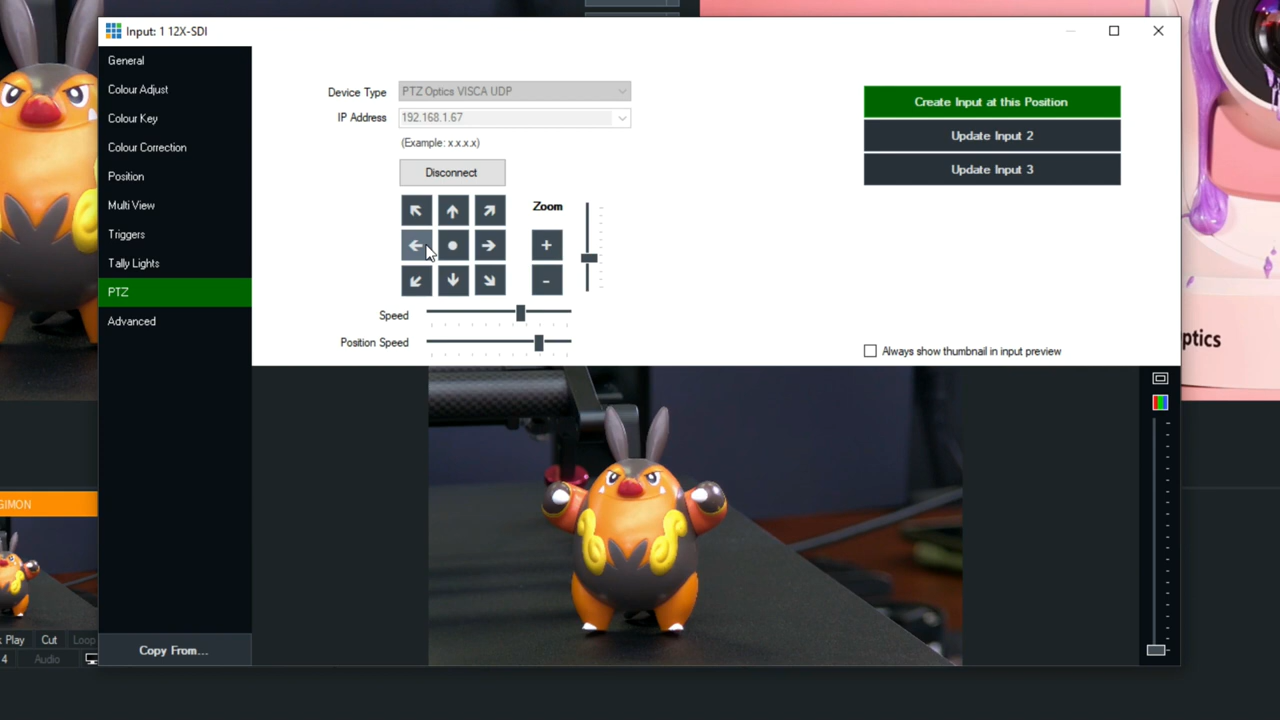 Input: 1 12X-SDI
General
Colour Adjust
Colour Key
Colour Correction
Position
Multi View
Triggers
Tally Lights
PTZ
Advanced
Copy From...
Device Type
PTZ Optics VISCA UDP
IP Address
192.168.1.67
(Example: x.x.x.x)
Disconnect
Zoom
+
-
Speed
Position Speed
Create Input at this Position
Update Input 2
Update Input 3
Always show thumbnail in input preview
ptics
GIMON
Play
Cut
Loop
4
Audio